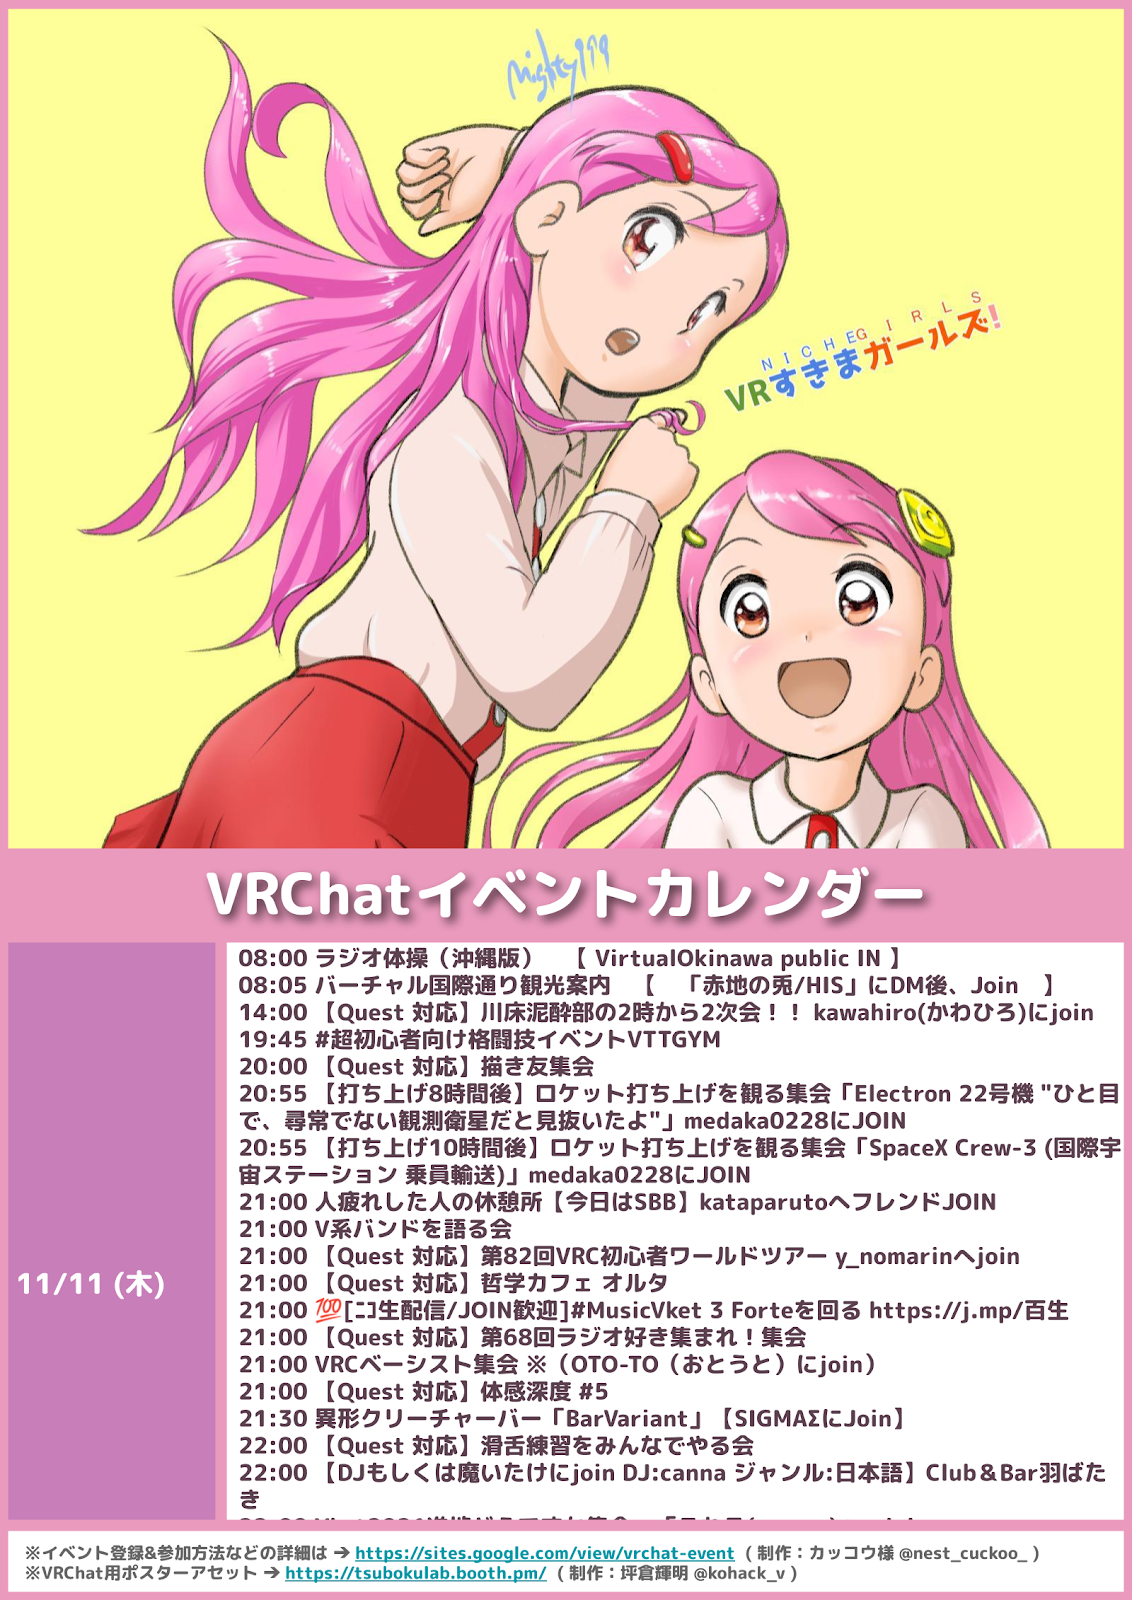 mighty199
NICHE GIRLS
VRすきまガールズ!
VRChatイベントカレンダー
11/11 (木)
08:00 ラジオ体操（沖縄版）　【 VirtualOkinawa public IN 】
08:05 バーチャル国際通り観光案内　【　「赤地の兎/HIS」にDM後、Join　】
14:00 【Quest 対応】川床泥酔部の2時から2次会！！ kawahiro(かわひろ)にjoin
19:45 #超初心者向け格闘技イベントVTTGYM
20:00 【Quest 対応】描き友集会
20:55 【打ち上げ8時間後】ロケット打ち上げを観る集会「Electron 22号機 "ひと目
で、尋常でない観測衛星だと見抜いたよ"」medaka0228にJOIN
20:55 【打ち上げ10時間後】ロケット打ち上げを観る集会「SpaceX Crew-3 (国際宇
宙ステーション 乗員輸送)」medaka0228にJOIN
21:00 人疲れした人の休憩所【今日はSBB】kataparutoへフレンドJOIN
21:00 V系バンドを語る会
21:00 【Quest 対応】第82回VRC初心者ワールドツアー y_nomarinへjoin
21:00 【Quest 対応】哲学カフェ オルタ
21:00 💯[ﾆｺ生配信/JOIN歓迎]#MusicVket 3 Forteを回る https://j.mp/百生
21:00 【Quest 対応】第68回ラジオ好き集まれ！集会
21:00 VRCベーシスト集会 ※（OTO-TO（おとうと）にjoin）
21:00 【Quest 対応】体感深度 #5
21:30 異形クリーチャーバー「BarVariant」【SIGMAΣにJoin】
22:00 【Quest 対応】滑舌練習をみんなでやる会
22:00 【DJもしくは魔いたけにjoin DJ:canna ジャンル:日本語】Club＆Bar羽ばた
き
※イベント登録&参加方法などの詳細は ➔ https://sites.google.com/view/vrchat-event （ 制作：カッコウ様 @nest_cuckoo_ ）
※VRChat用ポスターアセット ➔ https://tsubokulab.booth.pm/ （ 制作：坪倉輝明 @kohack_v ）